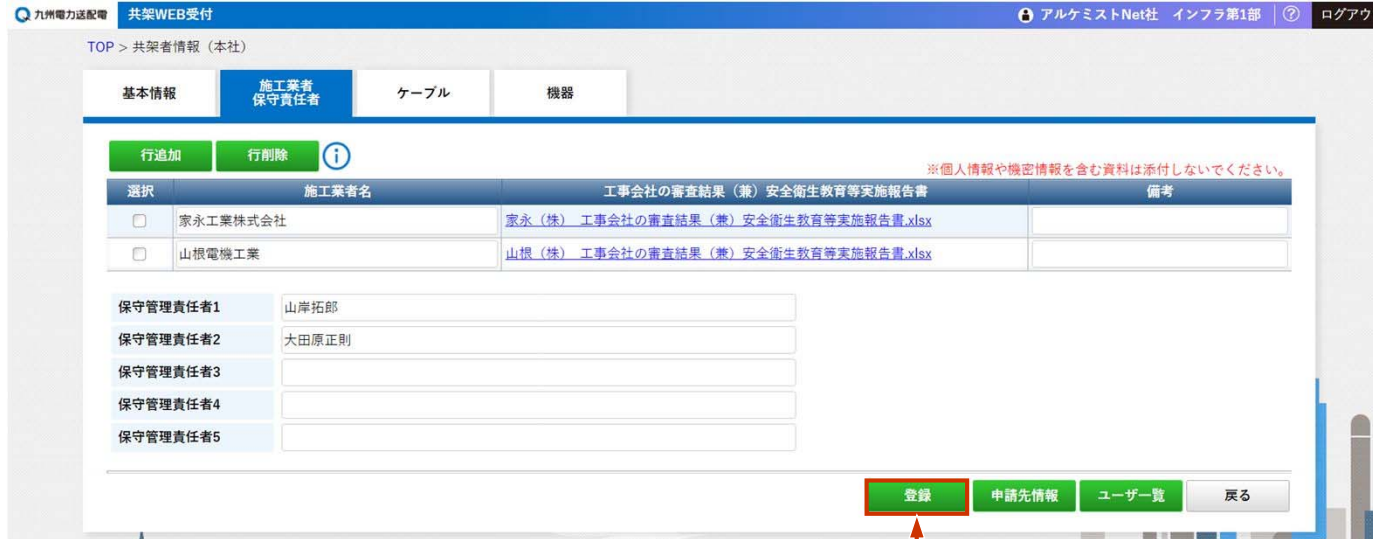 九州電力送配電 共架WEB受付 アルケミストNet社 インフラ第1部 ? ログアウ
TOP > 共架者情報（本社）
基本情報 施工業者 保守責任者 ケーブル 機器
行追加 行削除 i
※個人情報や機密情報を含む資料は添付しないでください。
選択 施工業者名 工事会社の審査結果（兼）安全衛生教育等実施報告書 備考
家永工業株式会社 家永（株）_工事会社の審査結果（兼）安全衛生教育等実施報告書.xlsx
山根電機工業 山根（株）_工事会社の審査結果（兼）安全衛生教育等実施報告書.xlsx
保守管理責任者1 山岸拓郎
保守管理責任者2 大田原正則
保守管理責任者3
保守管理責任者4
保守管理責任者5
登録 申請先情報 ユーザ一覧 戻る